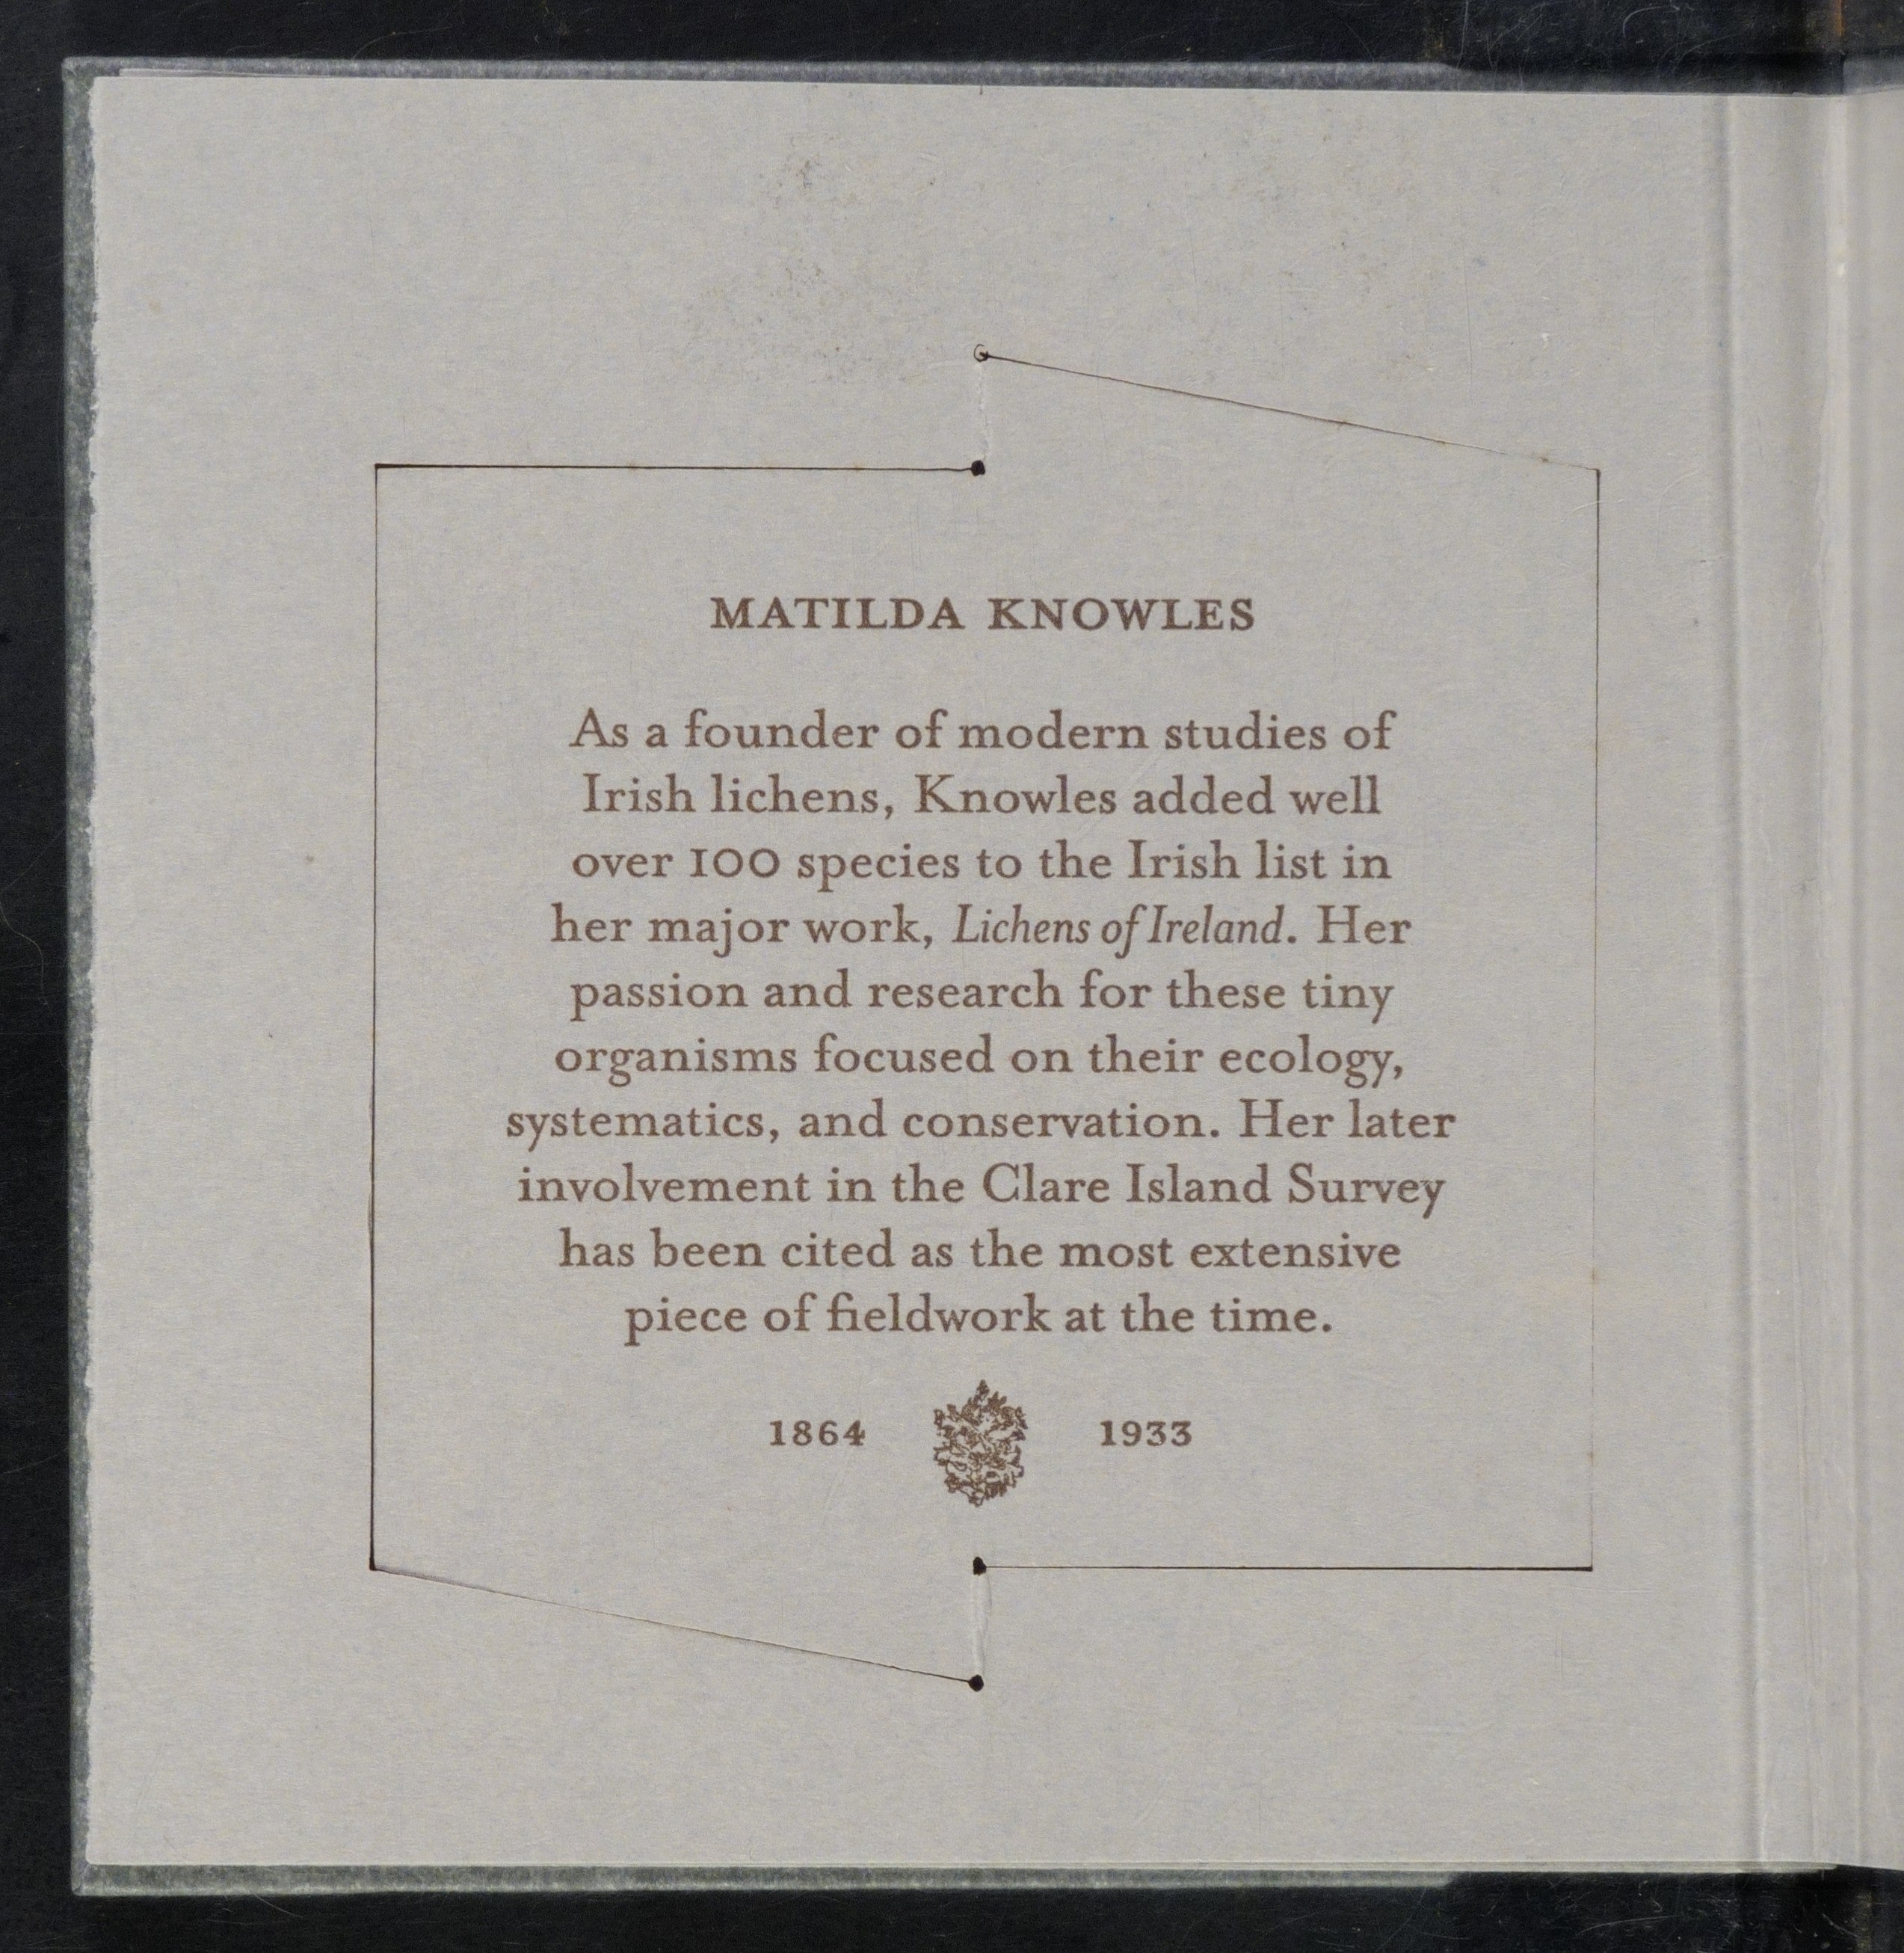 MATILDA KNOWLES
As a founder of modern studies of
Irish lichens, Knowles added well
over 100 species to the Irish list in
her major work, Lichens of Ireland. Her
passion and research for these tiny
organisms focused on their ecology,
systematics, and conservation. Her later
involvement in the Clare Island Survey
has been cited as the most extensive
piece of fieldwork at the time.
1864 1933